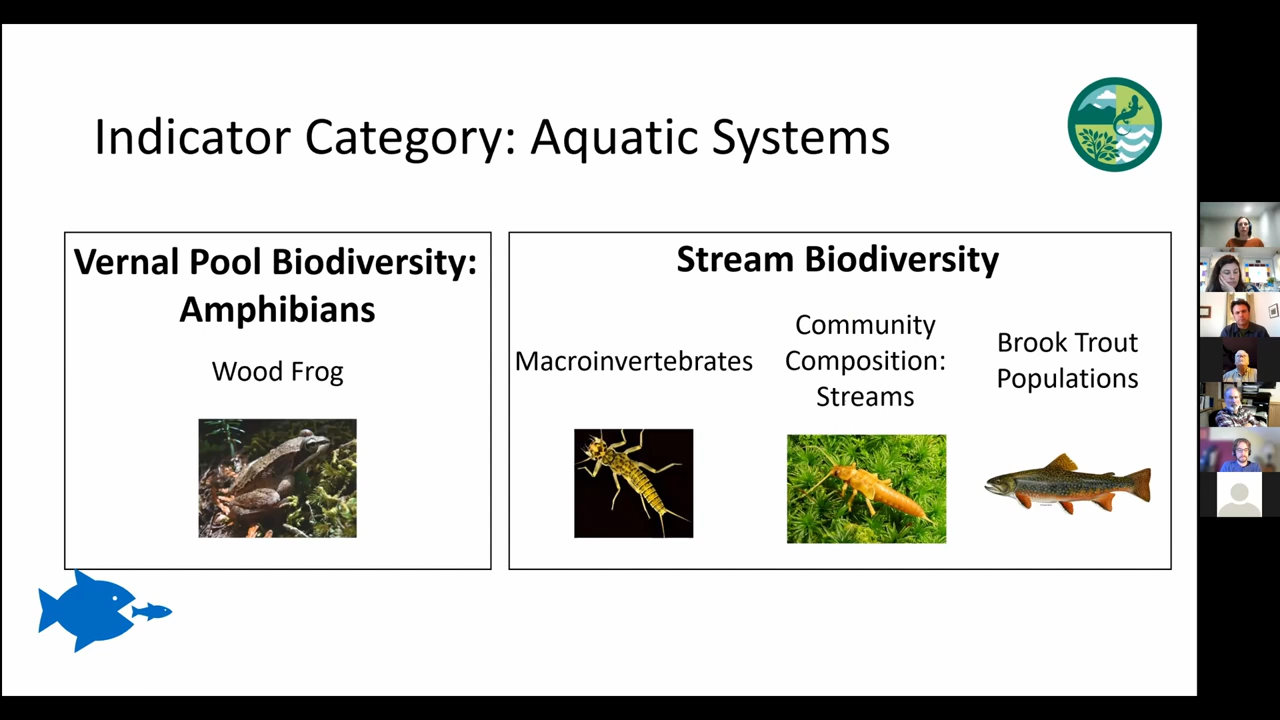 Indicator Category: Aquatic Systems
Vernal Pool Biodiversity:
Amphibians
Wood Frog
Stream Biodiversity
Macroinvertebrates
Community
Composition:
Streams
Brook Trout
Populations